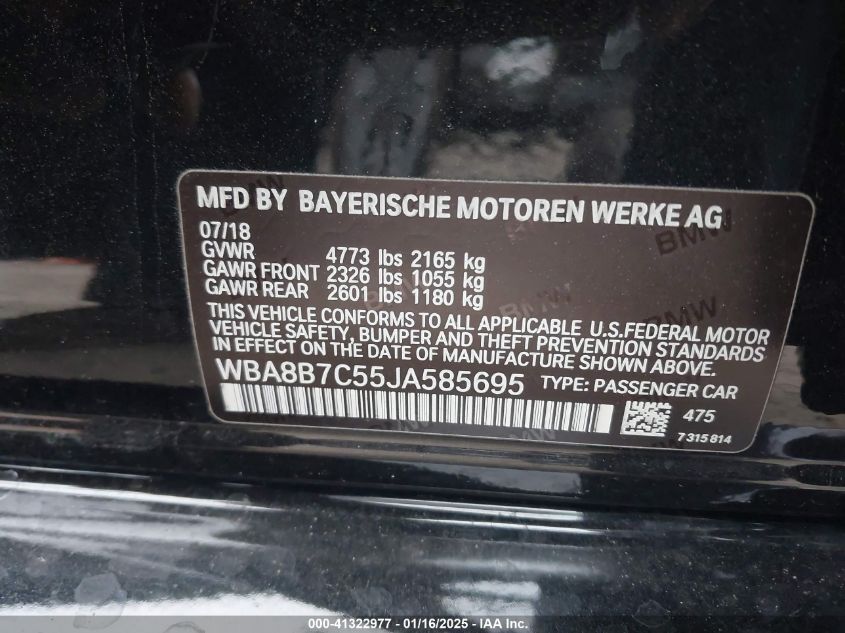 MFD BY BAYERISCHE MOTOREN WERKE AG
07/18
GVWR 4773 lbs 2165 kg
GAWR FRONT 2326 lbs 1055 kg
GAWR REAR 2601 lbs 1180 kg
THIS VEHICLE CONFORMS TO ALL APPLICABLE U.S.FEDERAL MOTOR
VEHICLE SAFETY, BUMPER AND THEFT PREVENTION STANDARDS
IN EFFECT ON THE DATE OF MANUFACTURE SHOWN ABOVE.
WBA8B7C55JA585695 TYPE: PASSENGER CAR
475
7315814
BMW
BMW
000-41322977 - 01/16/2025 - IAA Inc.